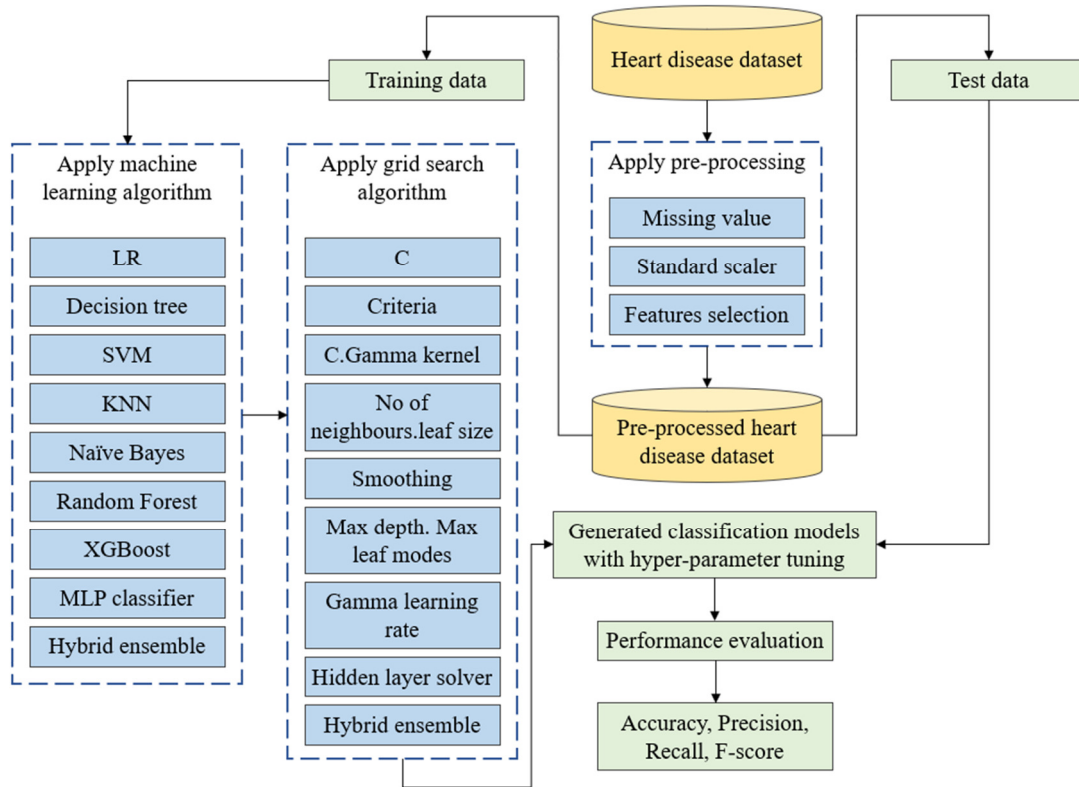 Heart disease dataset
Training data
Test data
Apply machine
learning algorithm
LR
Decision tree
SVM
KNN
Naïve Bayes
Random Forest
XGBoost
MLP classifier
Hybrid ensemble
Apply grid search
algorithm
C
Criteria
C.Gamma kernel
No of
neighbours.leaf size
Smoothing
Max depth. Max
leaf modes
Gamma learning
rate
Hidden layer solver
Hybrid ensemble
Apply pre-processing
Missing value
Standard scaler
Features selection
Pre-processed heart
disease dataset
Generated classification models
with hyper-parameter tuning
Performance evaluation
Accuracy, Precision,
Recall, F-score